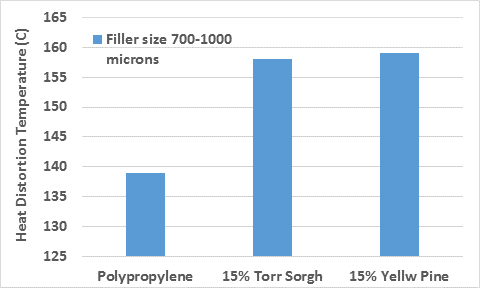 165
160
155
150
145
140
135
130
125
Heat Distortion Temperature (C)
Filler size 700-1000
microns
Polypropylene
15% Torr Sorgh
15% Yellw Pine